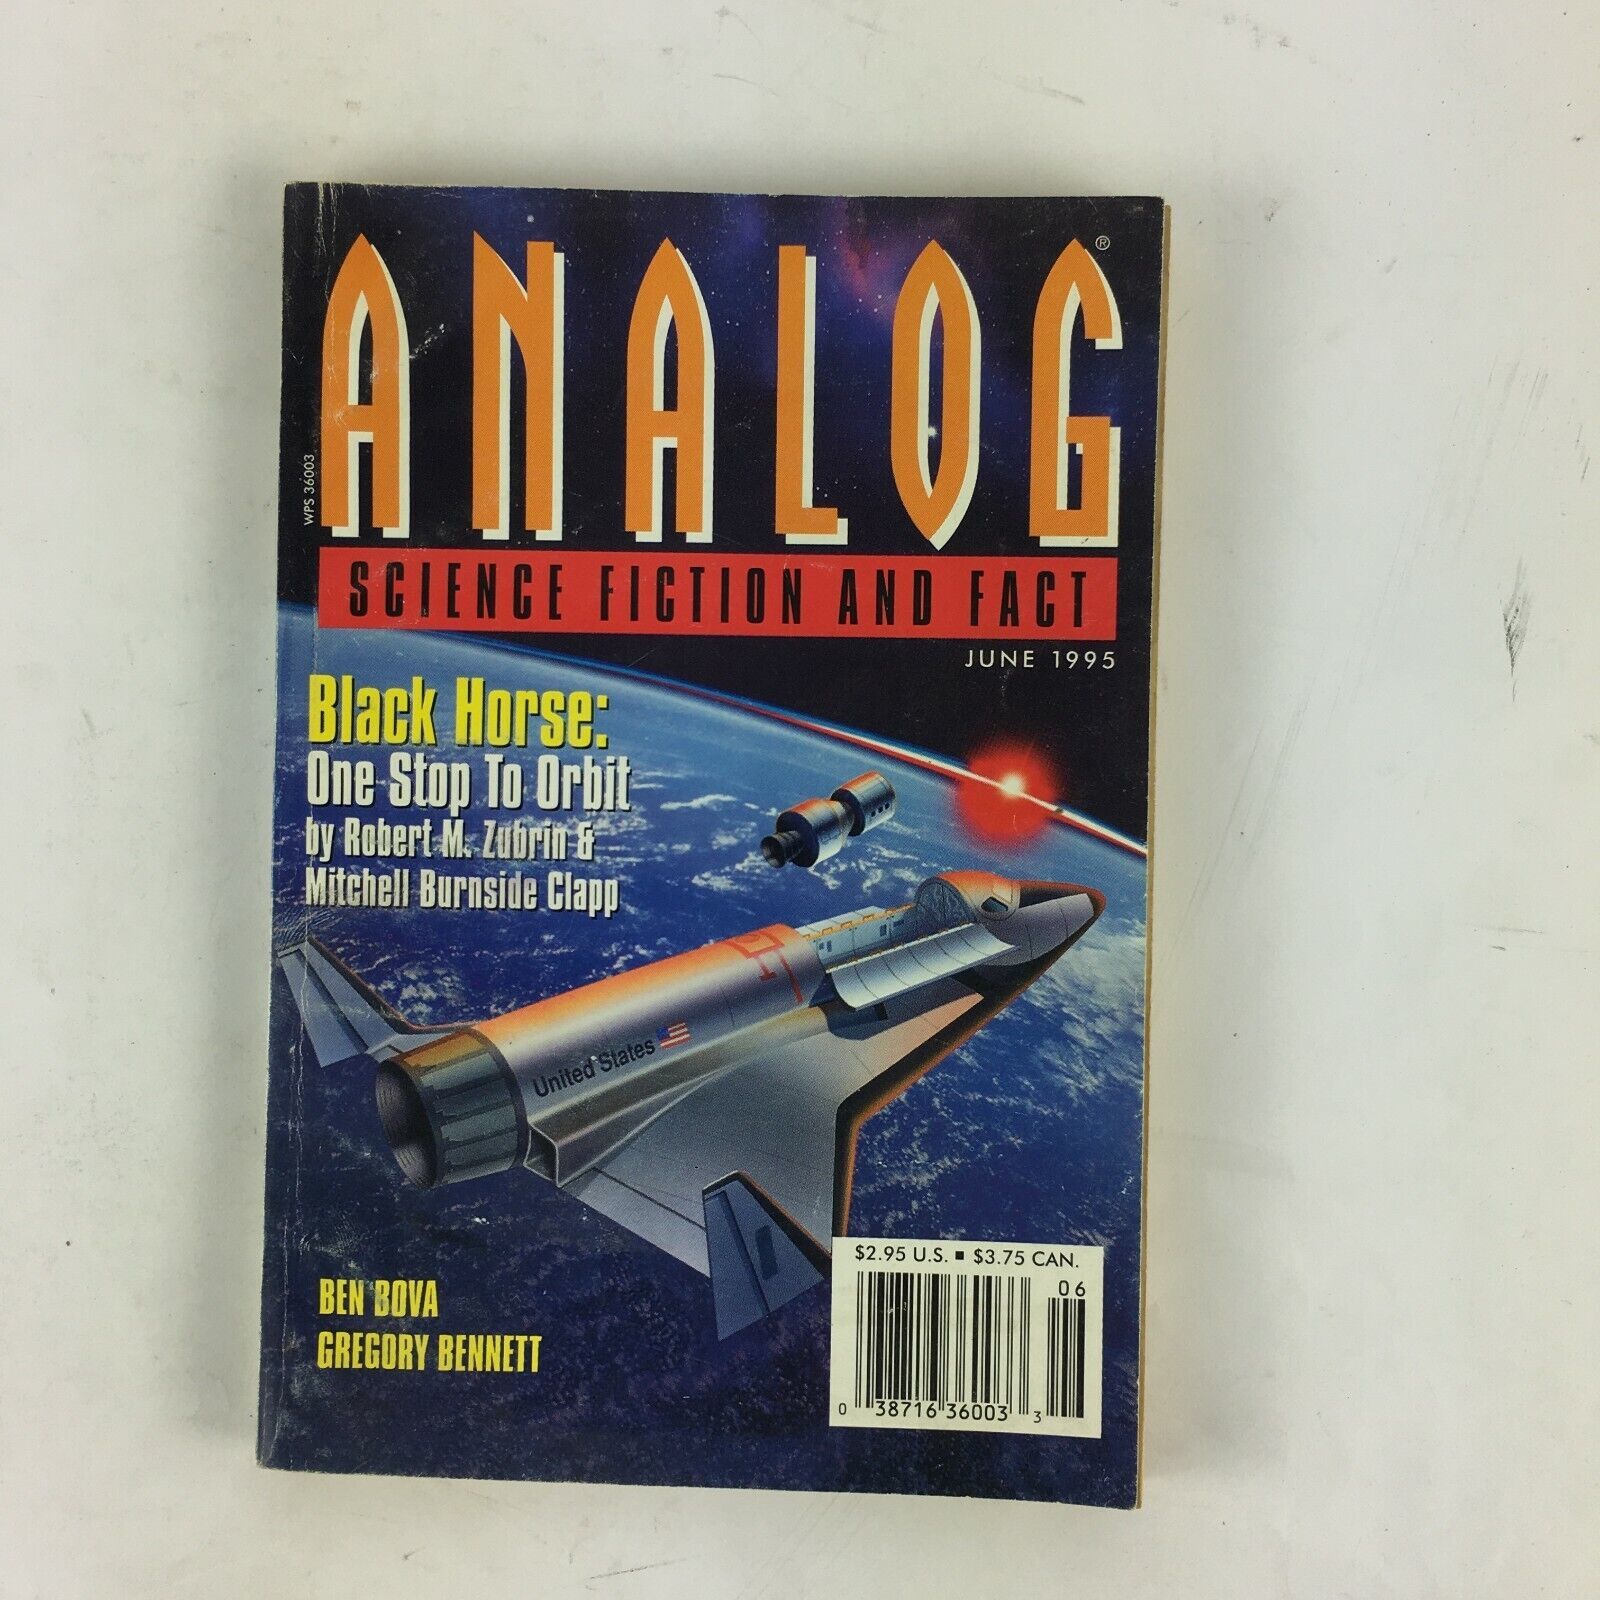 ANALOG
®
WPS 36003
SCIENCE FICTION AND FACT
JUNE 1995
Black Horse:
One Stop To Orbit
by Robert M. Zubrin &
Mitchell Burnside Clapp
United States
BEN BOVA
GREGORY BENNETT
$2.95 U.S. ■ $3.75 CAN.
06
0 38716 36003 3